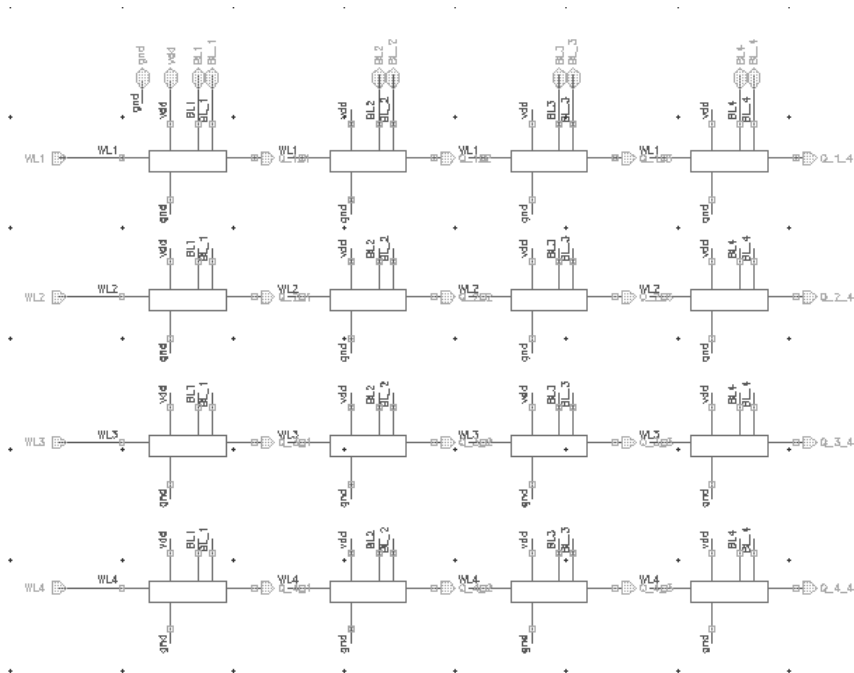 gnd vdd BL1 BL_1 BL2 BL_2 BL3 BL_3 BL4 BL_4
gnd vdd BL1 BL_1 vdd BL2 BL_2 vdd BL3 BL_3 vdd BL4 BL_4
WL1 WL1 WL1 WL1 WL1 Q_1_4
gnd gnd gnd gnd
vdd BL1 BL_1 vdd BL2 BL_2 vdd BL3 BL_3 vdd BL4 BL_4
WL2 WL2 WL2 WL2 WL2 Q_2_4
gnd gnd gnd gnd
vdd BL1 BL_1 vdd BL2 BL_2 vdd BL3 BL_3 vdd BL4 BL_4
WL3 WL3 WL3 WL3 WL3 Q_3_4
gnd gnd gnd gnd
vdd BL1 BL_1 vdd BL2 BL_2 vdd BL3 BL_3 vdd BL4 BL_4
WL4 WL4 WL4 WL4 WL4 Q_4_4
gnd gnd gnd gnd